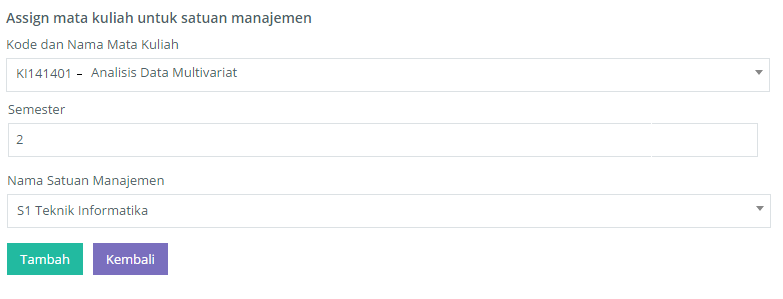 Assign mata kuliah untuk satuan manajemen
Kode dan Nama Mata Kuliah
KI141401 – Analisis Data Multivariat
Semester
2
Nama Satuan Manajemen
S1 Teknik Informatika
Tambah Kembali